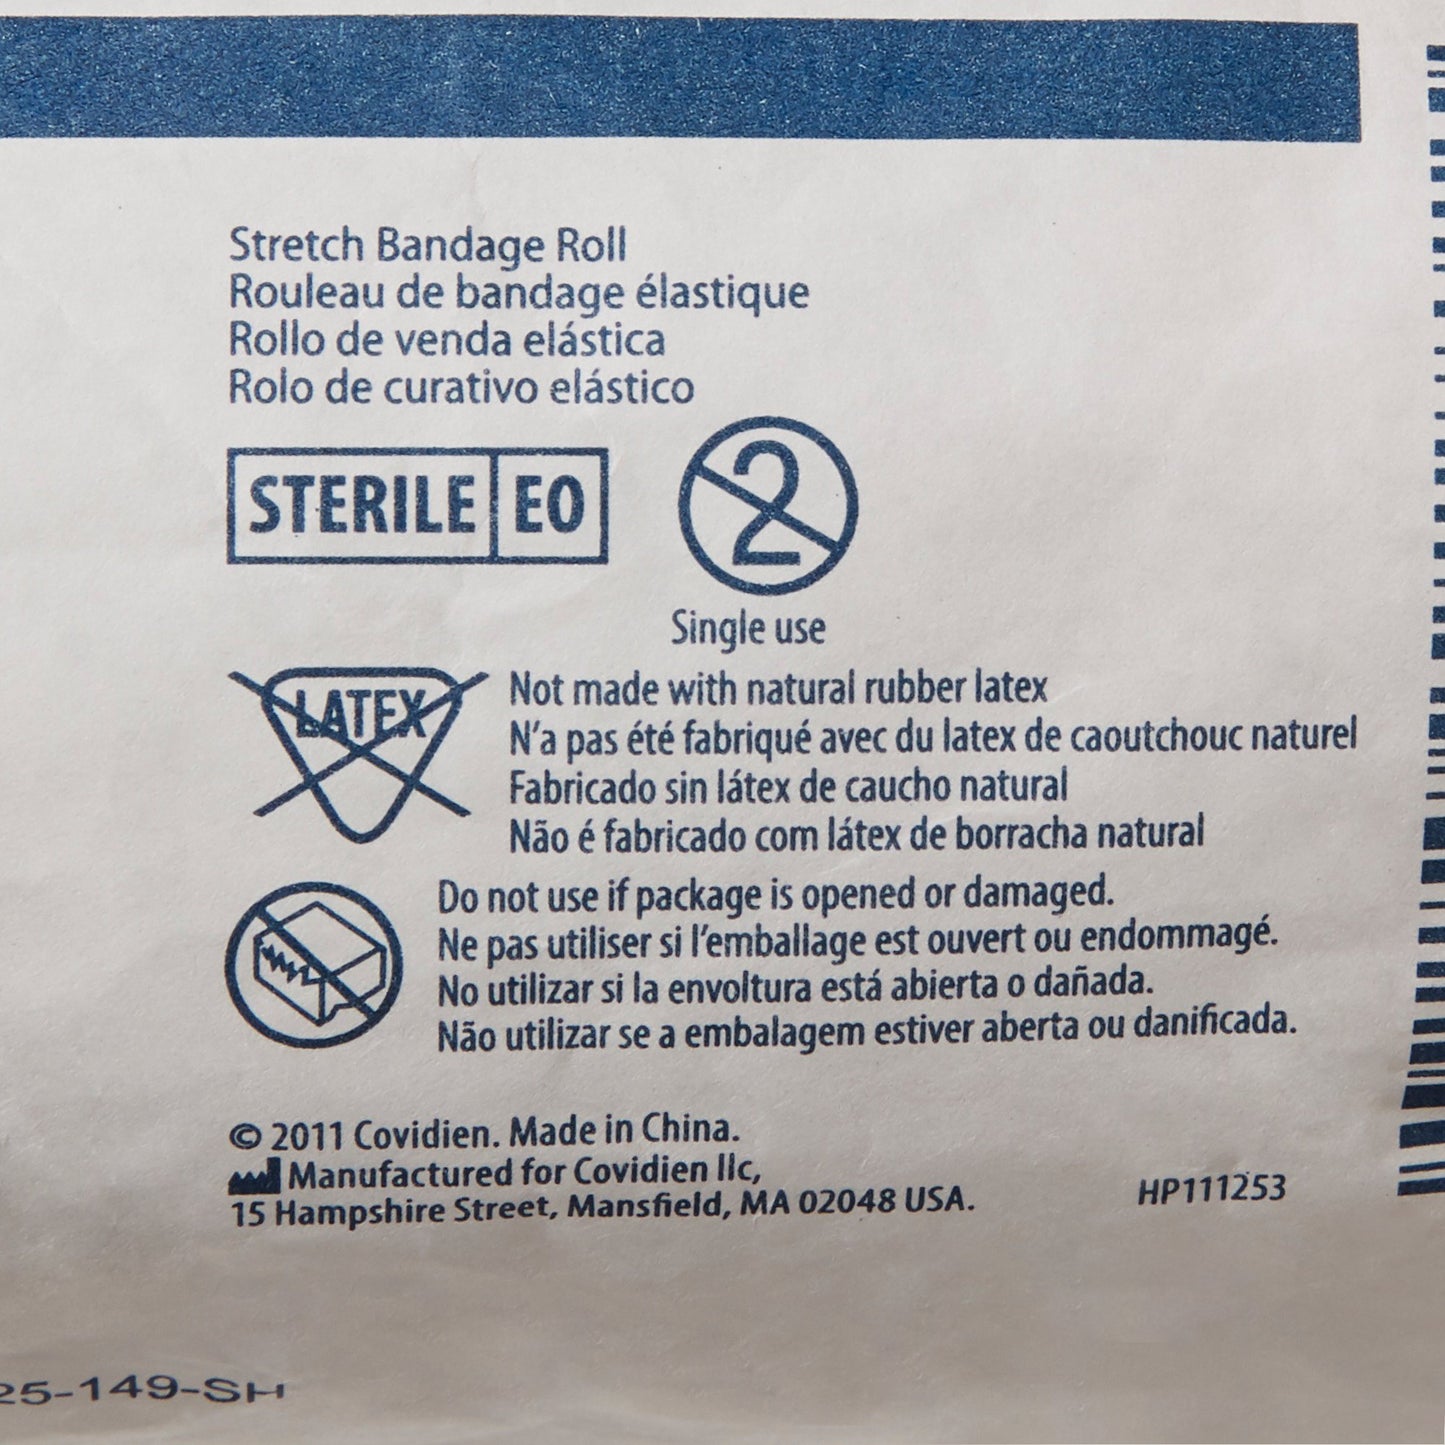 Stretch Bandage Roll
Rouleau de bandage élastique
Rollo de venda elástica
Rolo de curativo elástico
STERILE EO
2
Single use
LATEX
Not made with natural rubber latex
N'a pas été fabriqué avec du latex de caoutchouc naturel
Fabricado sin látex de caucho natural
Não é fabricado com látex de borracha natural
Do not use if package is opened or damaged.
Ne pas utiliser si l'emballage est ouvert ou endommagé.
No utilizar si la envoltura está abierta o dañada.
Não utilizar se a embalagem estiver aberta ou danificada.
© 2011 Covidien. Made in China.
Manufactured for Covidien llc,
15 Hampshire Street, Mansfield, MA 02048 USA.
HP111253
25-149-SH